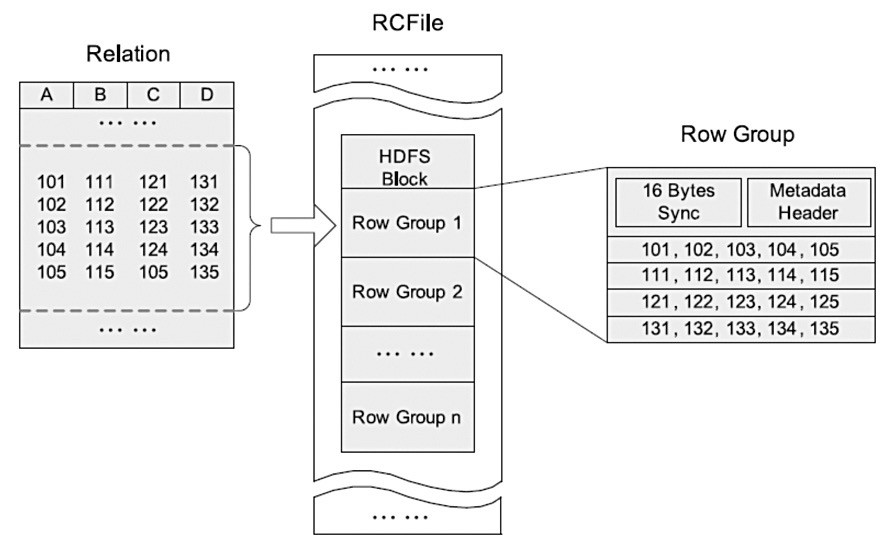 RCFile
Relation
A B C D
... ...
101 111 121 131
102 112 122 132
103 113 123 133
104 114 124 134
105 115 105 135
... ...
... ...
HDFS
Block
Row Group 1
Row Group 2
... ...
Row Group n
... ...
Row Group
16 Bytes
Sync
Metadata
Header
101, 102, 103, 104, 105
111, 112, 113, 114, 115
121, 122, 123, 124, 125
131, 132, 133, 134, 135